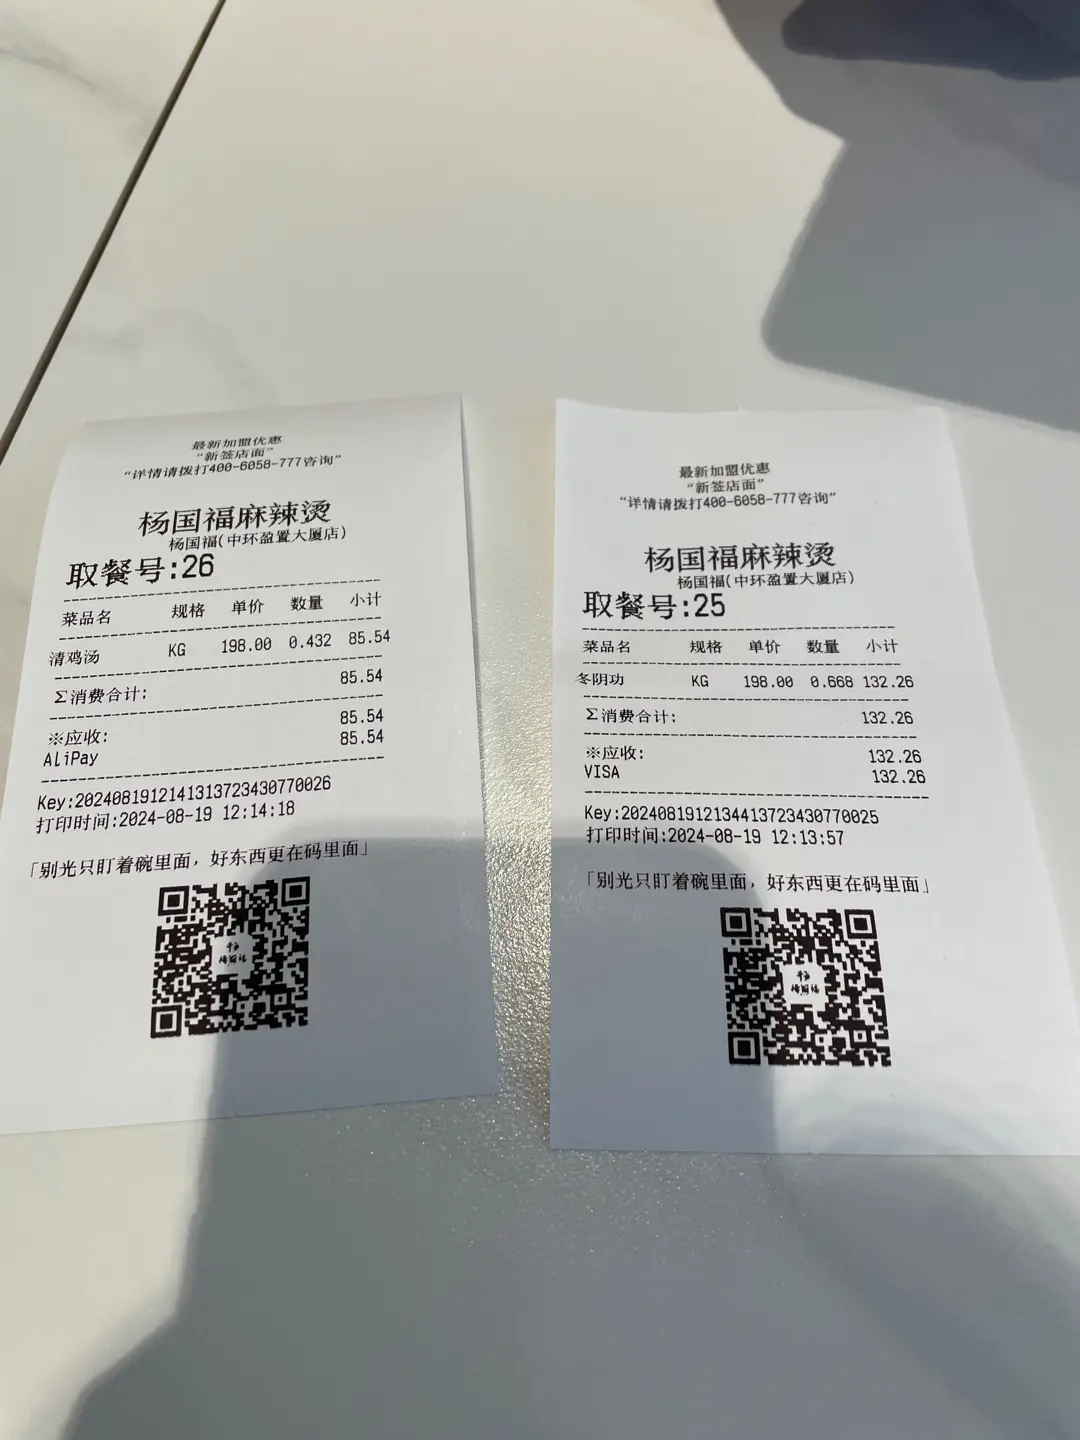 最新加盟优惠
“新签店面”
“详情请拨打400-6058-777咨询”
杨国福麻辣烫
杨国福(中环盈置大厦店)
取餐号:26
菜品名 规格 单价 数量 小计
清鸡汤 KG 198.00 0.432 85.54
Σ消费合计: 85.54
※应收: 85.54
AliPay 85.54
Key:20240819121413137234307700​26
打印时间:2024-08-19 12:14:18
「别光只盯着碗里面，好东西更在码里面」
最新加盟优惠
“新签店面”
“详情请拨打400-6058-777咨询”
杨国福麻辣烫
杨国福(中环盈置大厦店)
取餐号:25
菜品名 规格 单价 数量 小计
冬阴功 KG 198.00 0.668 132.26
Σ消费合计: 132.26
※应收: 132.26
VISA 132.26
Key:20240819121344137234307700​25
打印时间:2024-08-19 12:13:57
「别光只盯着碗里面，好东西更在码里面」